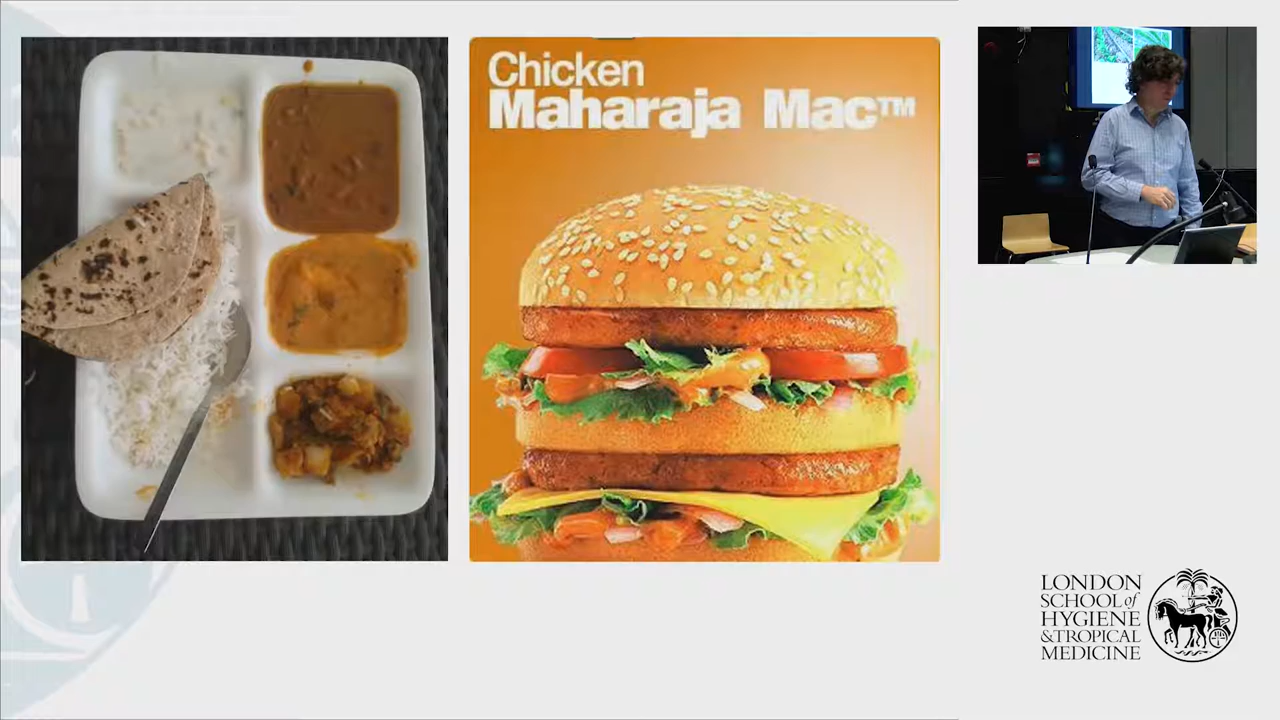 Chicken
Maharaja Mac™
LONDON
SCHOOL of
HYGIENE
&TROPICAL
MEDICINE